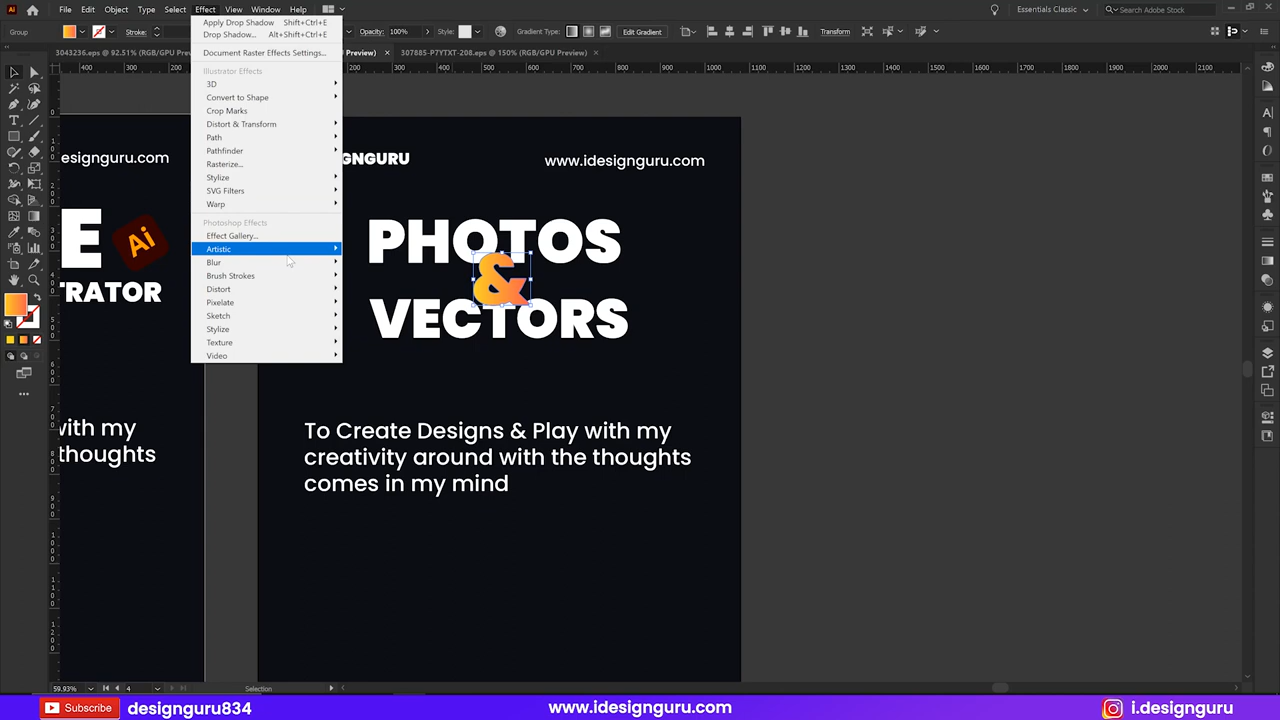 File Edit Object Type Select Effect View Window Help
Essentials Classic
Search Adobe Stock
Group
Stroke:
Opacity: 100%
Style:
Gradient Type:
Edit Gradient
Transform
3043236.eps @ 92.51% (RGB/GPU Preview)
307885-P7YTXT-208.eps @ 150% (RGB/GPU Preview)
Apply Drop Shadow Shift+Ctrl+E
Drop Shadow... Alt+Shift+Ctrl+E
Document Raster Effects Settings...
Illustrator Effects
3D
Convert to Shape
Crop Marks
Distort & Transform
Path
Pathfinder
Rasterize...
Stylize
SVG Filters
Warp
Photoshop Effects
Effect Gallery...
Artistic
Blur
Brush Strokes
Distort
Pixelate
Sketch
Stylize
Texture
Video
esignguru.com
E Ai
TRATOR
with my
thoughts
GNGURU
www.idesignguru.com
PHOTOS
&
VECTORS
To Create Designs & Play with my
creativity around with the thoughts
comes in my mind
59.93% 4 Selection
Subscribe designguru834
www.idesignguru.com
i.designguru